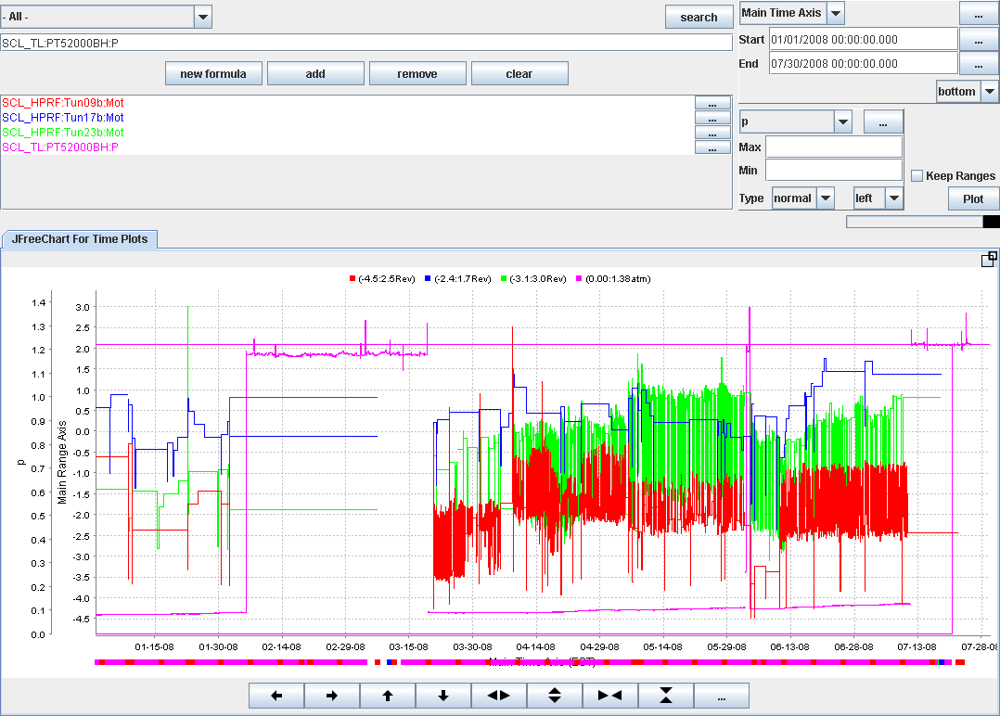 - All -
search
Main Time Axis
...
SCL_TL:PT52000BH:P
Start 01/01/2008 00:00:00.000 ...
End 07/30/2008 00:00:00.000 ...
new formula add remove clear
bottom
SCL_HPRF:Tun09b:Mot ...
SCL_HPRF:Tun17b:Mot ...
SCL_HPRF:Tun23b:Mot ...
SCL_TL:PT52000BH:P ...
p ...
Max
Min
Keep Ranges
Type normal left Plot
JFreeChart For Time Plots
(-4.5:2.5Rev) (-2.4:1.7Rev) (-3.1:3.0Rev) (0.00:1.38atm)
p
1.4
1.3
1.2
1.1
1.0
0.9
0.8
0.7
0.6
0.5
0.4
0.3
0.2
0.1
0.0
Main Range Axis
3.0
2.5
2.0
1.5
1.0
0.5
0.0
-0.5
-1.0
-1.5
-2.0
-2.5
-3.0
-3.5
-4.0
-4.5
01-15-08 01-30-08 02-14-08 02-29-08 03-15-08 03-30-08 04-14-08 04-29-08 05-14-08 05-29-08 06-13-08 06-28-08 07-13-08 07-28-08
Main Time Axis (EST)
...